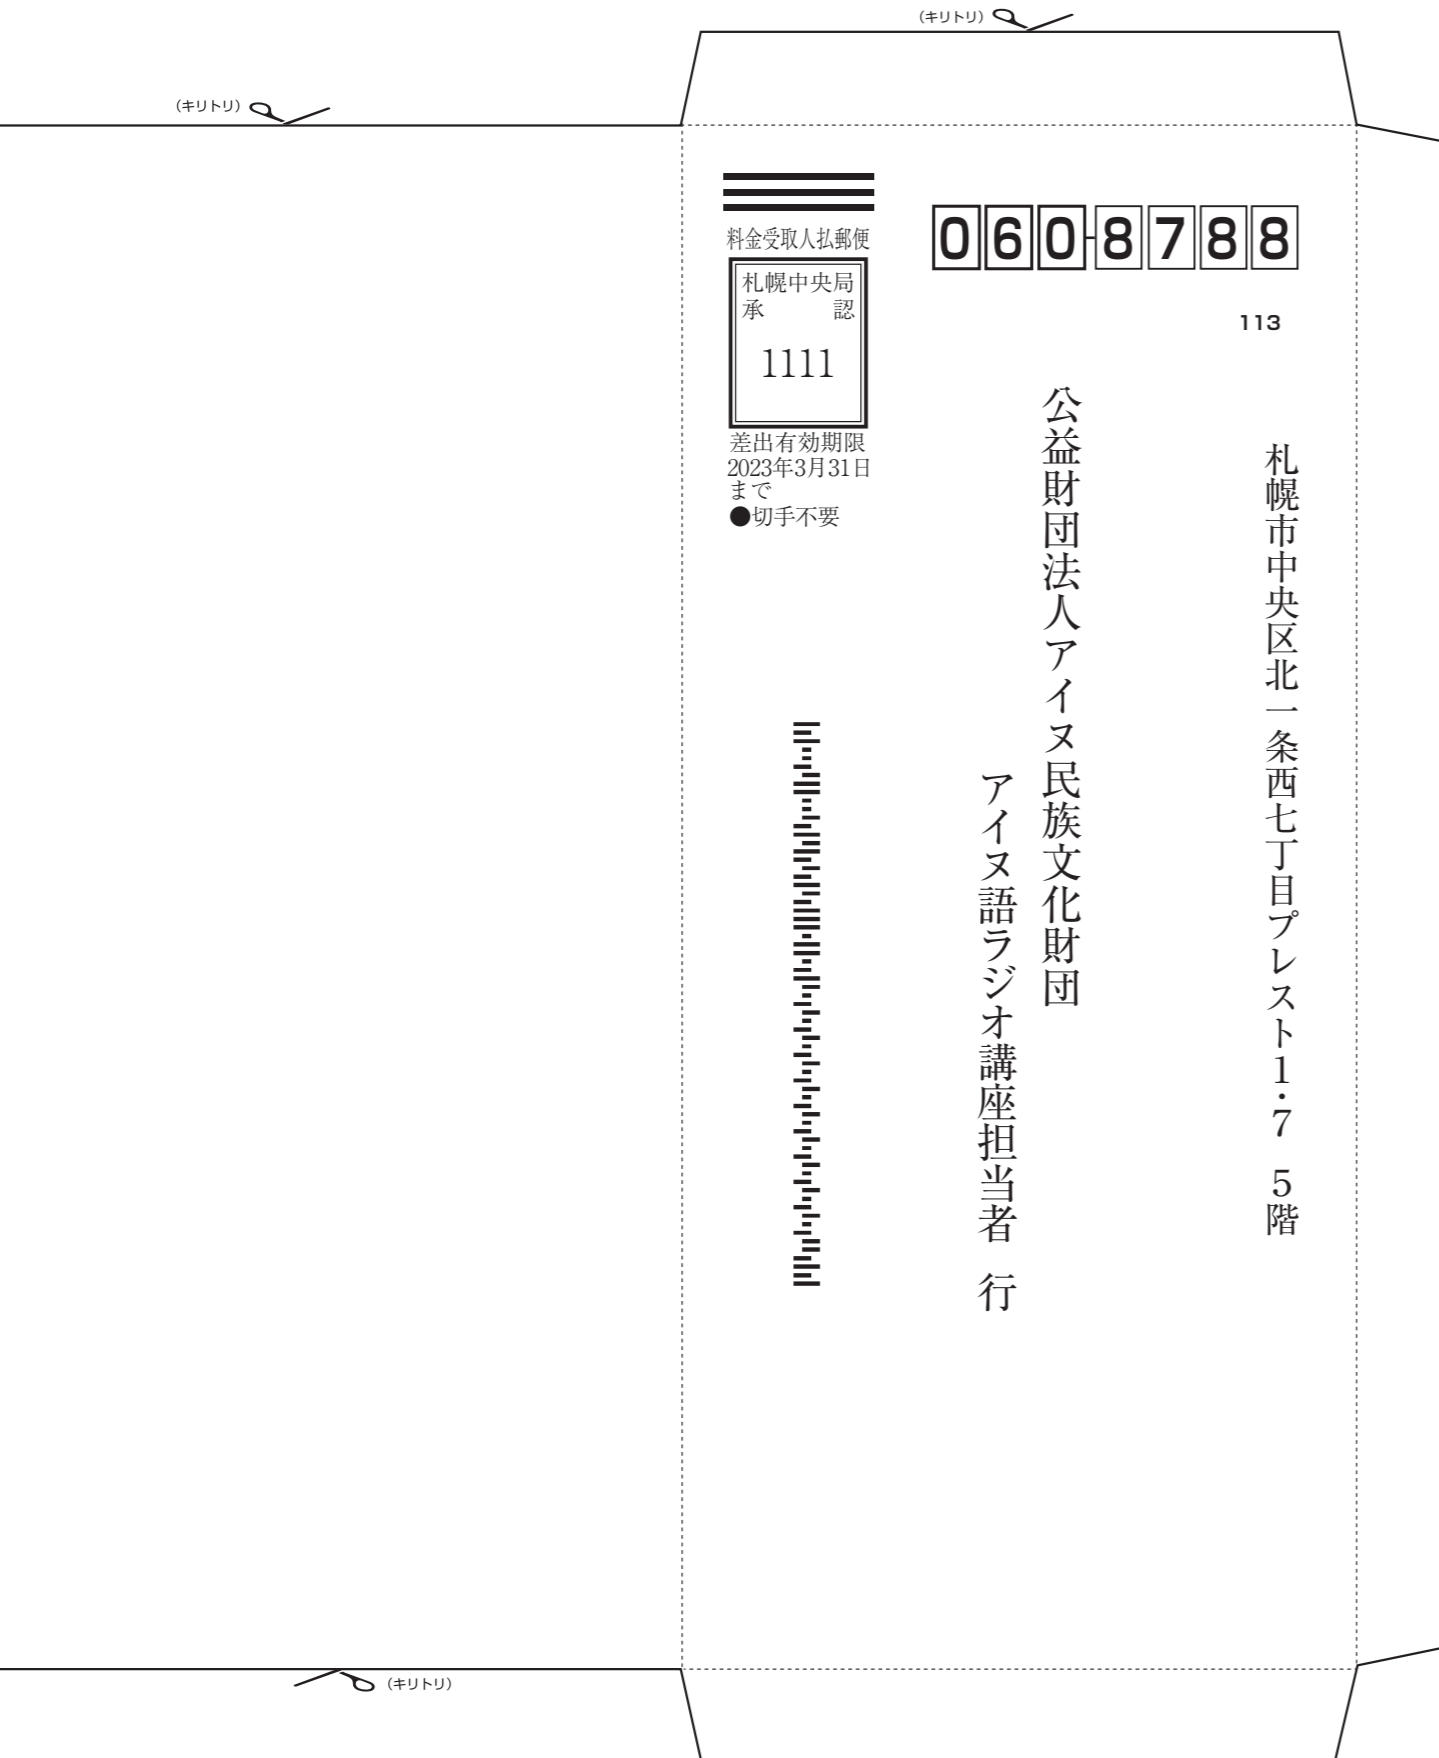 (キリトリ)
(キリトリ)
料金受取人払郵便
札幌中央局
承 認
1111
差出有効期限
2023年3月31日
まで
●切手不要
060-8788
113
札幌市中央区北一条西七丁目プレスト1・7 5階
公益財団法人アイヌ民族文化財団
アイヌ語ラジオ講座担当者 行
(キリトリ)